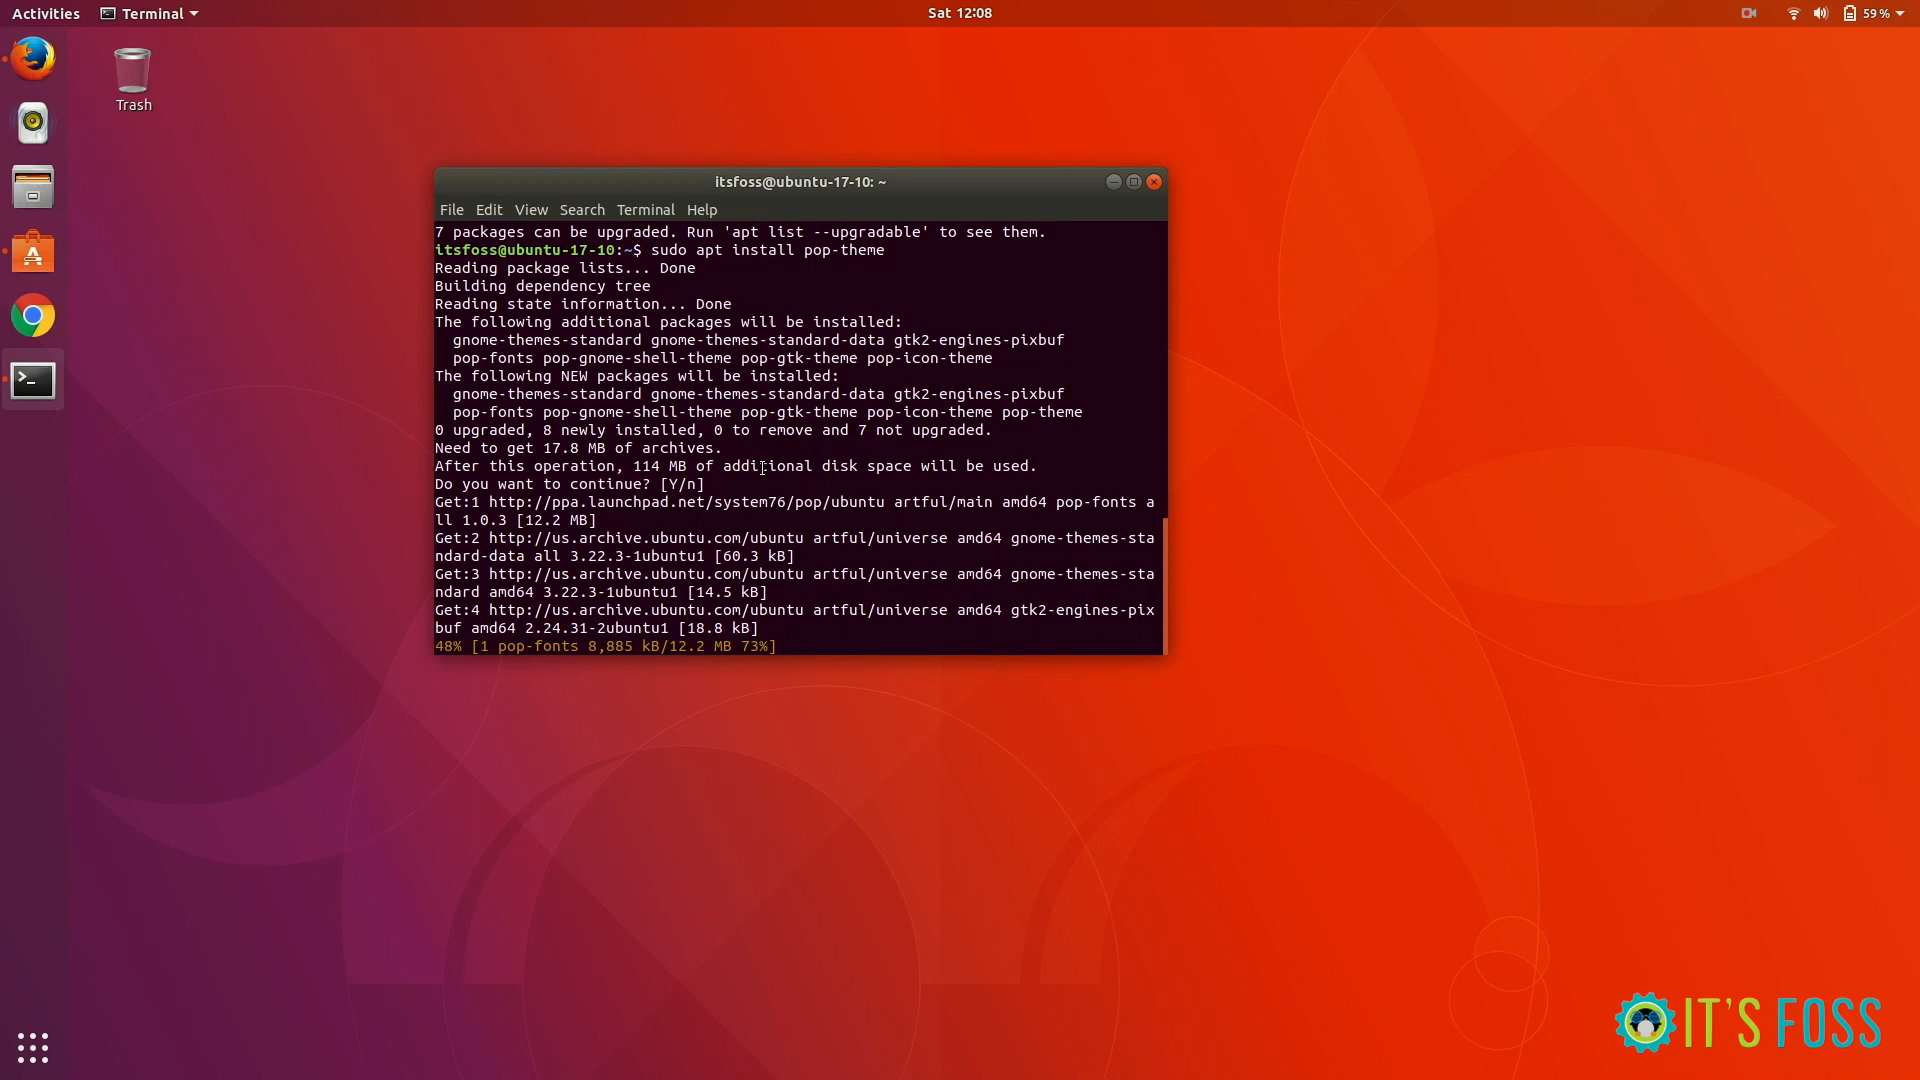 Activities Terminal Sat 12:08 59 %
Trash
itsfoss@ubuntu-17-10: ~
File Edit View Search Terminal Help
7 packages can be upgraded. Run 'apt list --upgradable' to see them.
itsfoss@ubuntu-17-10:~$ sudo apt install pop-theme
Reading package lists... Done
Building dependency tree
Reading state information... Done
The following additional packages will be installed:
  gnome-themes-standard gnome-themes-standard-data gtk2-engines-pixbuf
  pop-fonts pop-gnome-shell-theme pop-gtk-theme pop-icon-theme
The following NEW packages will be installed:
  gnome-themes-standard gnome-themes-standard-data gtk2-engines-pixbuf
  pop-fonts pop-gnome-shell-theme pop-gtk-theme pop-icon-theme pop-theme
0 upgraded, 8 newly installed, 0 to remove and 7 not upgraded.
Need to get 17.8 MB of archives.
After this operation, 114 MB of additional disk space will be used.
Do you want to continue? [Y/n]
Get:1 http://ppa.launchpad.net/system76/pop/ubuntu artful/main amd64 pop-fonts a
ll 1.0.3 [12.2 MB]
Get:2 http://us.archive.ubuntu.com/ubuntu artful/universe amd64 gnome-themes-sta
ndard-data all 3.22.3-1ubuntu1 [60.3 kB]
Get:3 http://us.archive.ubuntu.com/ubuntu artful/universe amd64 gnome-themes-sta
ndard amd64 3.22.3-1ubuntu1 [14.5 kB]
Get:4 http://us.archive.ubuntu.com/ubuntu artful/universe amd64 gtk2-engines-pix
buf amd64 2.24.31-2ubuntu1 [18.8 kB]
48% [1 pop-fonts 8,885 kB/12.2 MB 73%]
IT'S FOSS